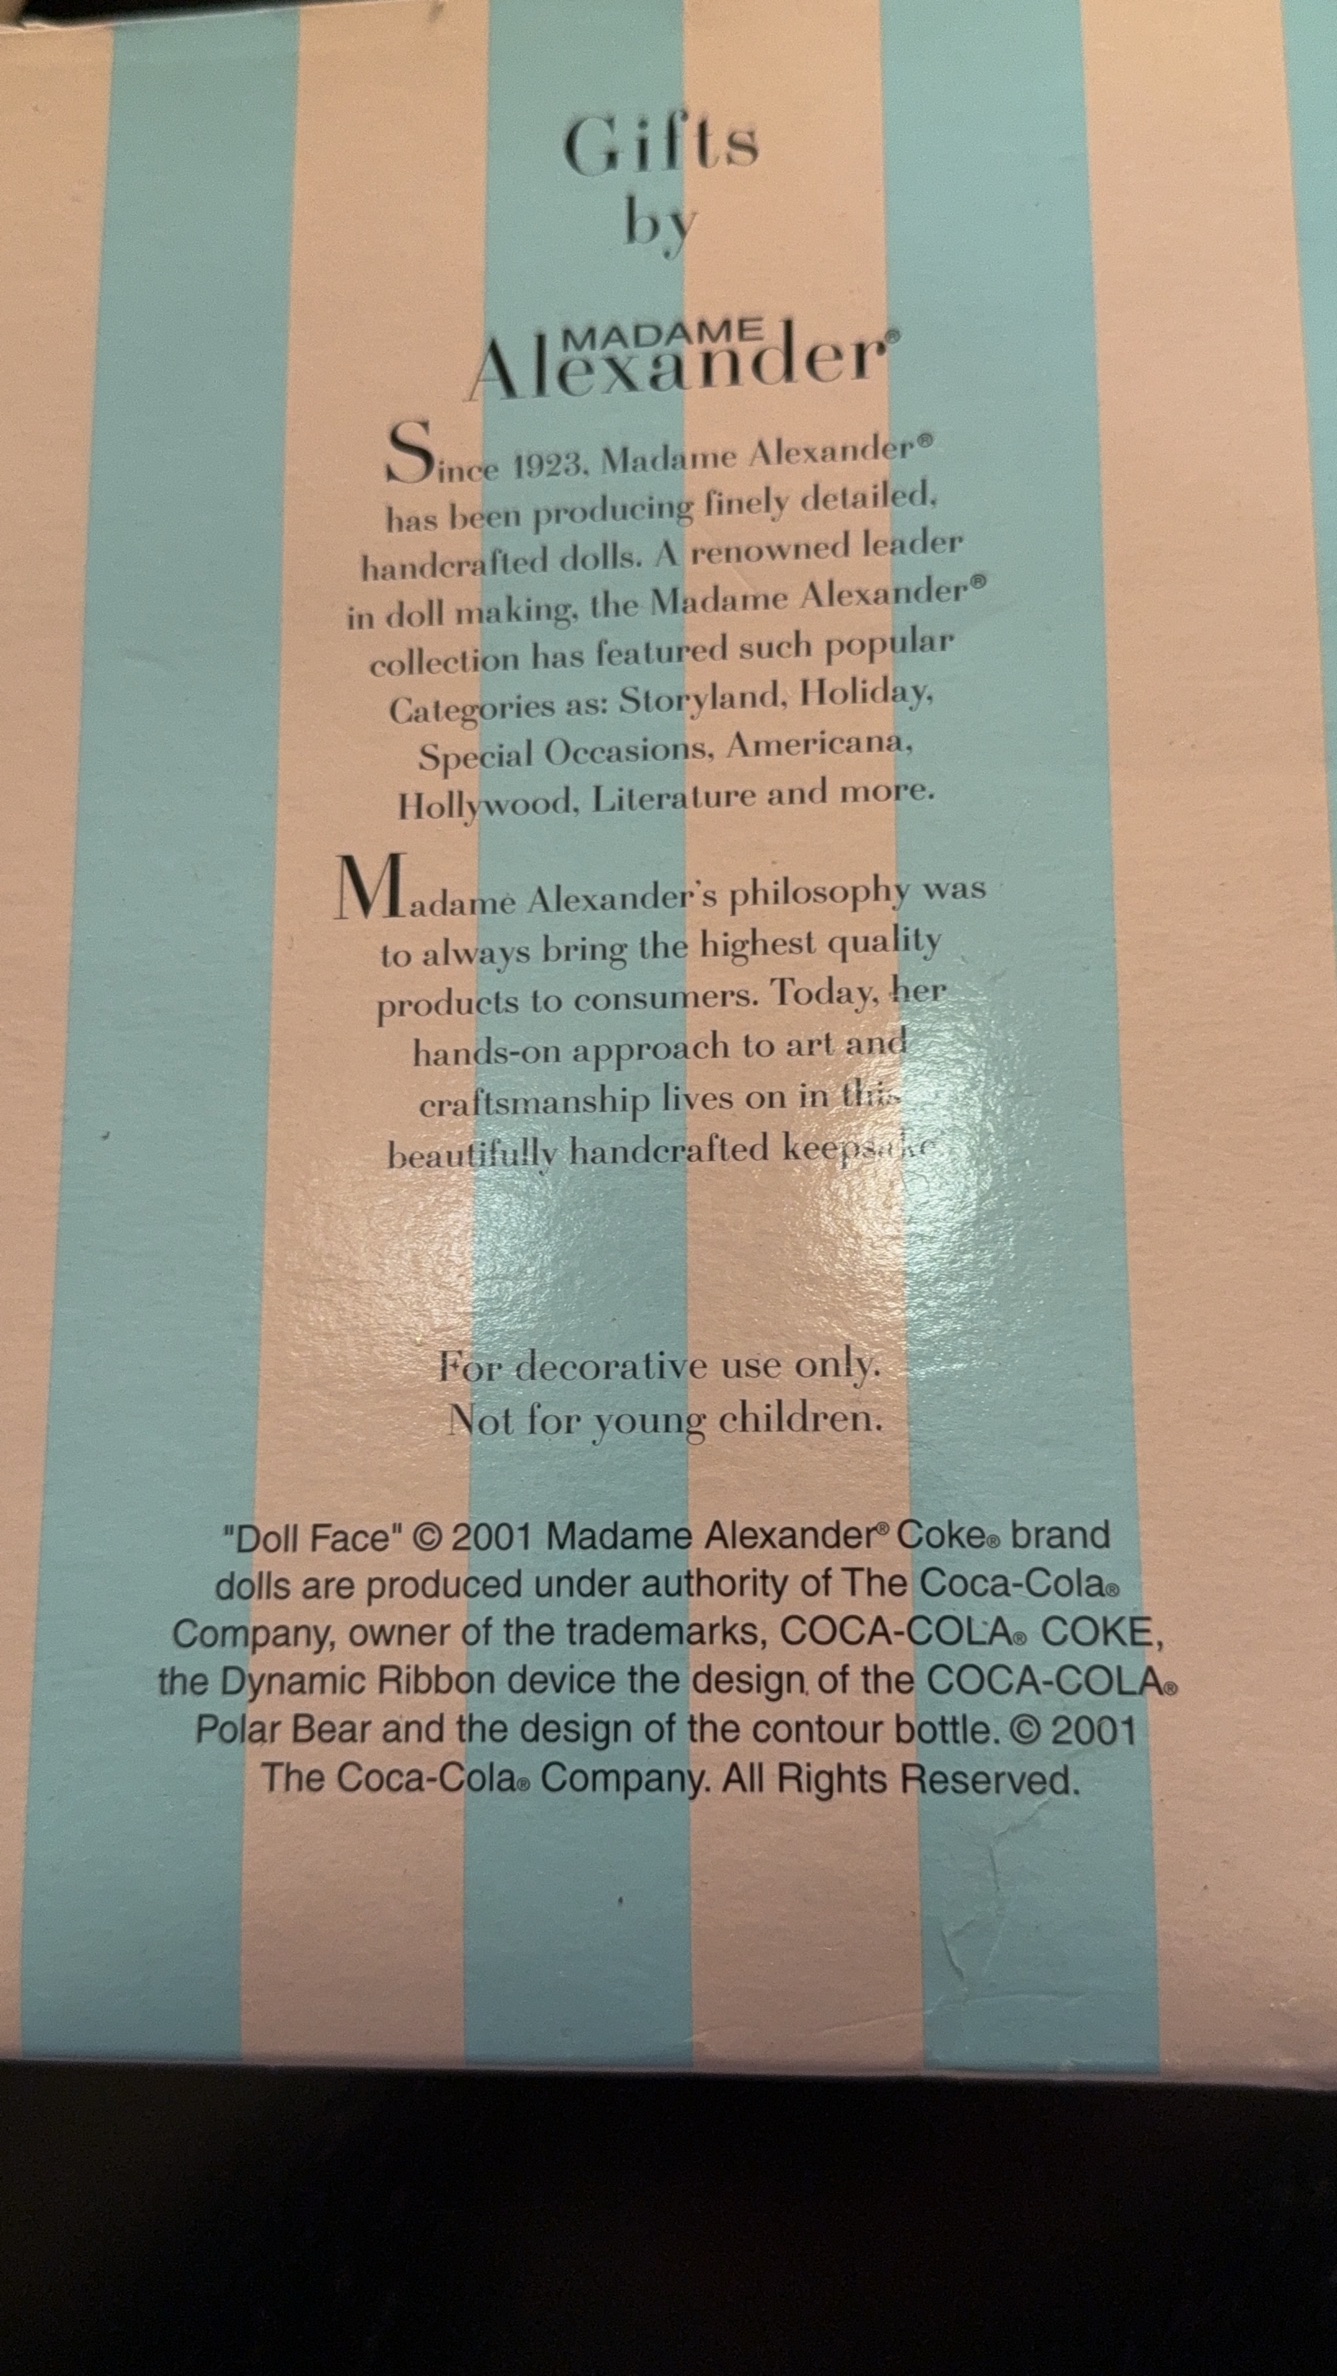 Gifts
by
MADAME
Alexander®
Since 1923, Madame Alexander®
has been producing finely detailed,
handcrafted dolls. A renowned leader
in doll making, the Madame Alexander®
collection has featured such popular
Categories as: Storyland, Holiday,
Special Occasions, Americana,
Hollywood, Literature and more.
Madame Alexander's philosophy was
to always bring the highest quality
products to consumers. Today, her
hands-on approach to art and
craftsmanship lives on in this
beautifully handcrafted keepsake
For decorative use only.
Not for young children.
"Doll Face" © 2001 Madame Alexander® Coke® brand
dolls are produced under authority of The Coca-Cola®
Company, owner of the trademarks, COCA-COLA® COKE,
the Dynamic Ribbon device the design of the COCA-COLA®
Polar Bear and the design of the contour bottle. © 2001
The Coca-Cola® Company. All Rights Reserved.